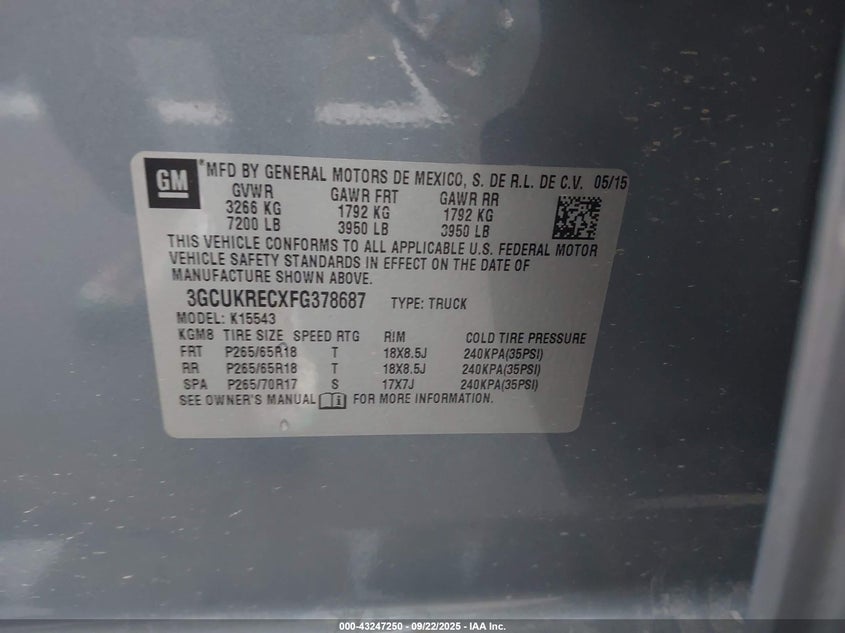 GM ®MFD BY GENERAL MOTORS DE MEXICO, S. DE R.L. DE C.V. 05/15
GVWR GAWR FRT GAWR RR
3266 KG 1792 KG 1792 KG
7200 LB 3950 LB 3950 LB
THIS VEHICLE CONFORMS TO ALL APPLICABLE U.S. FEDERAL MOTOR
VEHICLE SAFETY STANDARDS IN EFFECT ON THE DATE OF
MANUFACTURE SHOWN ABOVE.
3GCUKRECXFG378687 TYPE: TRUCK
MODEL: K15543
KGM8 TIRE SIZE SPEED RTG RIM COLD TIRE PRESSURE
FRT P265/65R18 T 18X8.5J 240KPA(35PSI)
RR P265/65R18 T 18X8.5J 240KPA(35PSI)
SPA P265/70R17 S 17X7J 240KPA(35PSI)
SEE OWNER'S MANUAL i FOR MORE INFORMATION.
000-43247250 - 09/22/2025 - IAA Inc.